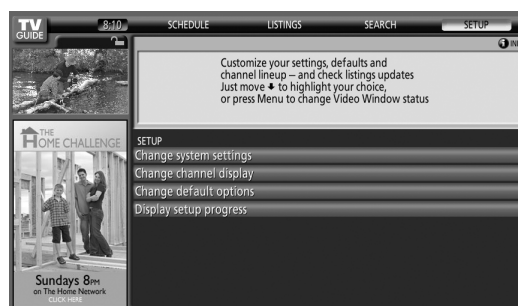 TV
GUIDE
8:10
SCHEDULE
LISTINGS
SEARCH
SETUP
Customize your settings, defaults and
channel lineup – and check listings updates
Just move to highlight your choice,
or press Menu to change Video Window status
THE
HOME CHALLENGE
Sundays 8PM
on The Home Network
CLICK HERE
SETUP
Change system settings
Change channel display
Change default options
Display setup progress